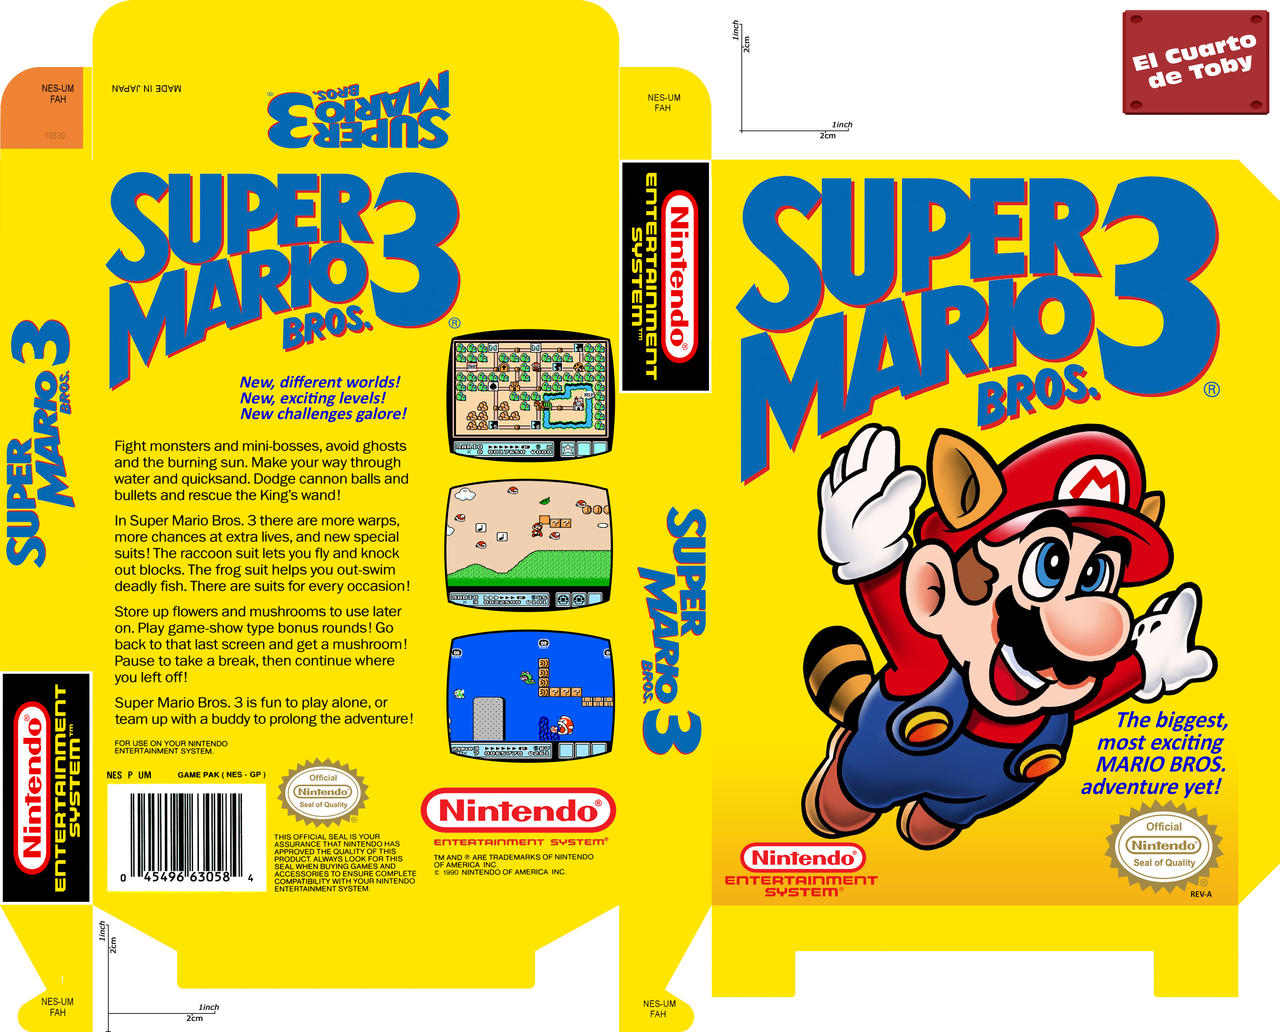 NES-UM
FAH
10830
MADE IN JAPAN
SUPER
MARIO
BROS.
3
®
NES-UM
FAH
1inch
2cm
1inch
2cm
El Cuarto
de Toby
SUPER
MARIO
BROS.
3
®
New, different worlds!
New, exciting levels!
New challenges galore!
Fight monsters and mini-bosses, avoid ghosts
and the burning sun. Make your way through
water and quicksand. Dodge cannon balls and
bullets and rescue the King's wand!
In Super Mario Bros. 3 there are more warps,
more chances at extra lives, and new special
suits! The raccoon suit lets you fly and knock
out blocks. The frog suit helps you out-swim
deadly fish. There are suits for every occasion!
Store up flowers and mushrooms to use later
on. Play game-show type bonus rounds! Go
back to that last screen and get a mushroom!
Pause to take a break, then continue where
you left off!
Super Mario Bros. 3 is fun to play alone, or
team up with a buddy to prolong the adventure!
FOR USE ON YOUR NINTENDO
ENTERTAINMENT SYSTEM.
NES P UM GAME PAK ( NES - GP )
0 45496 63058 4
Official
Nintendo
Seal of Quality
THIS OFFICIAL SEAL IS YOUR
ASSURANCE THAT NINTENDO HAS
APPROVED THE QUALITY OF THIS
PRODUCT. ALWAYS LOOK FOR THIS
SEAL WHEN BUYING GAMES AND
ACCESSORIES TO ENSURE COMPLETE
COMPATIBILITY WITH YOUR NINTENDO
ENTERTAINMENT SYSTEM.
Nintendo®
ENTERTAINMENT SYSTEM®
TM AND ® ARE TRADEMARKS OF NINTENDO
OF AMERICA INC.
© 1990 NINTENDO OF AMERICA INC.
SUPER
MARIO
BROS.
3
Nintendo®
ENTERTAINMENT
SYSTEM™
Nintendo®
ENTERTAINMENT
SYSTEM™
SUPER
MARIO
BROS.
3
SUPER
MARIO
BROS.
3
®
M
The biggest,
most exciting
MARIO BROS.
adventure yet!
Nintendo®
ENTERTAINMENT
SYSTEM®
Official
Nintendo
Seal of Quality
®
REV-A
1inch
2cm
1inch
2cm
NES-UM
FAH
NES-UM
FAH